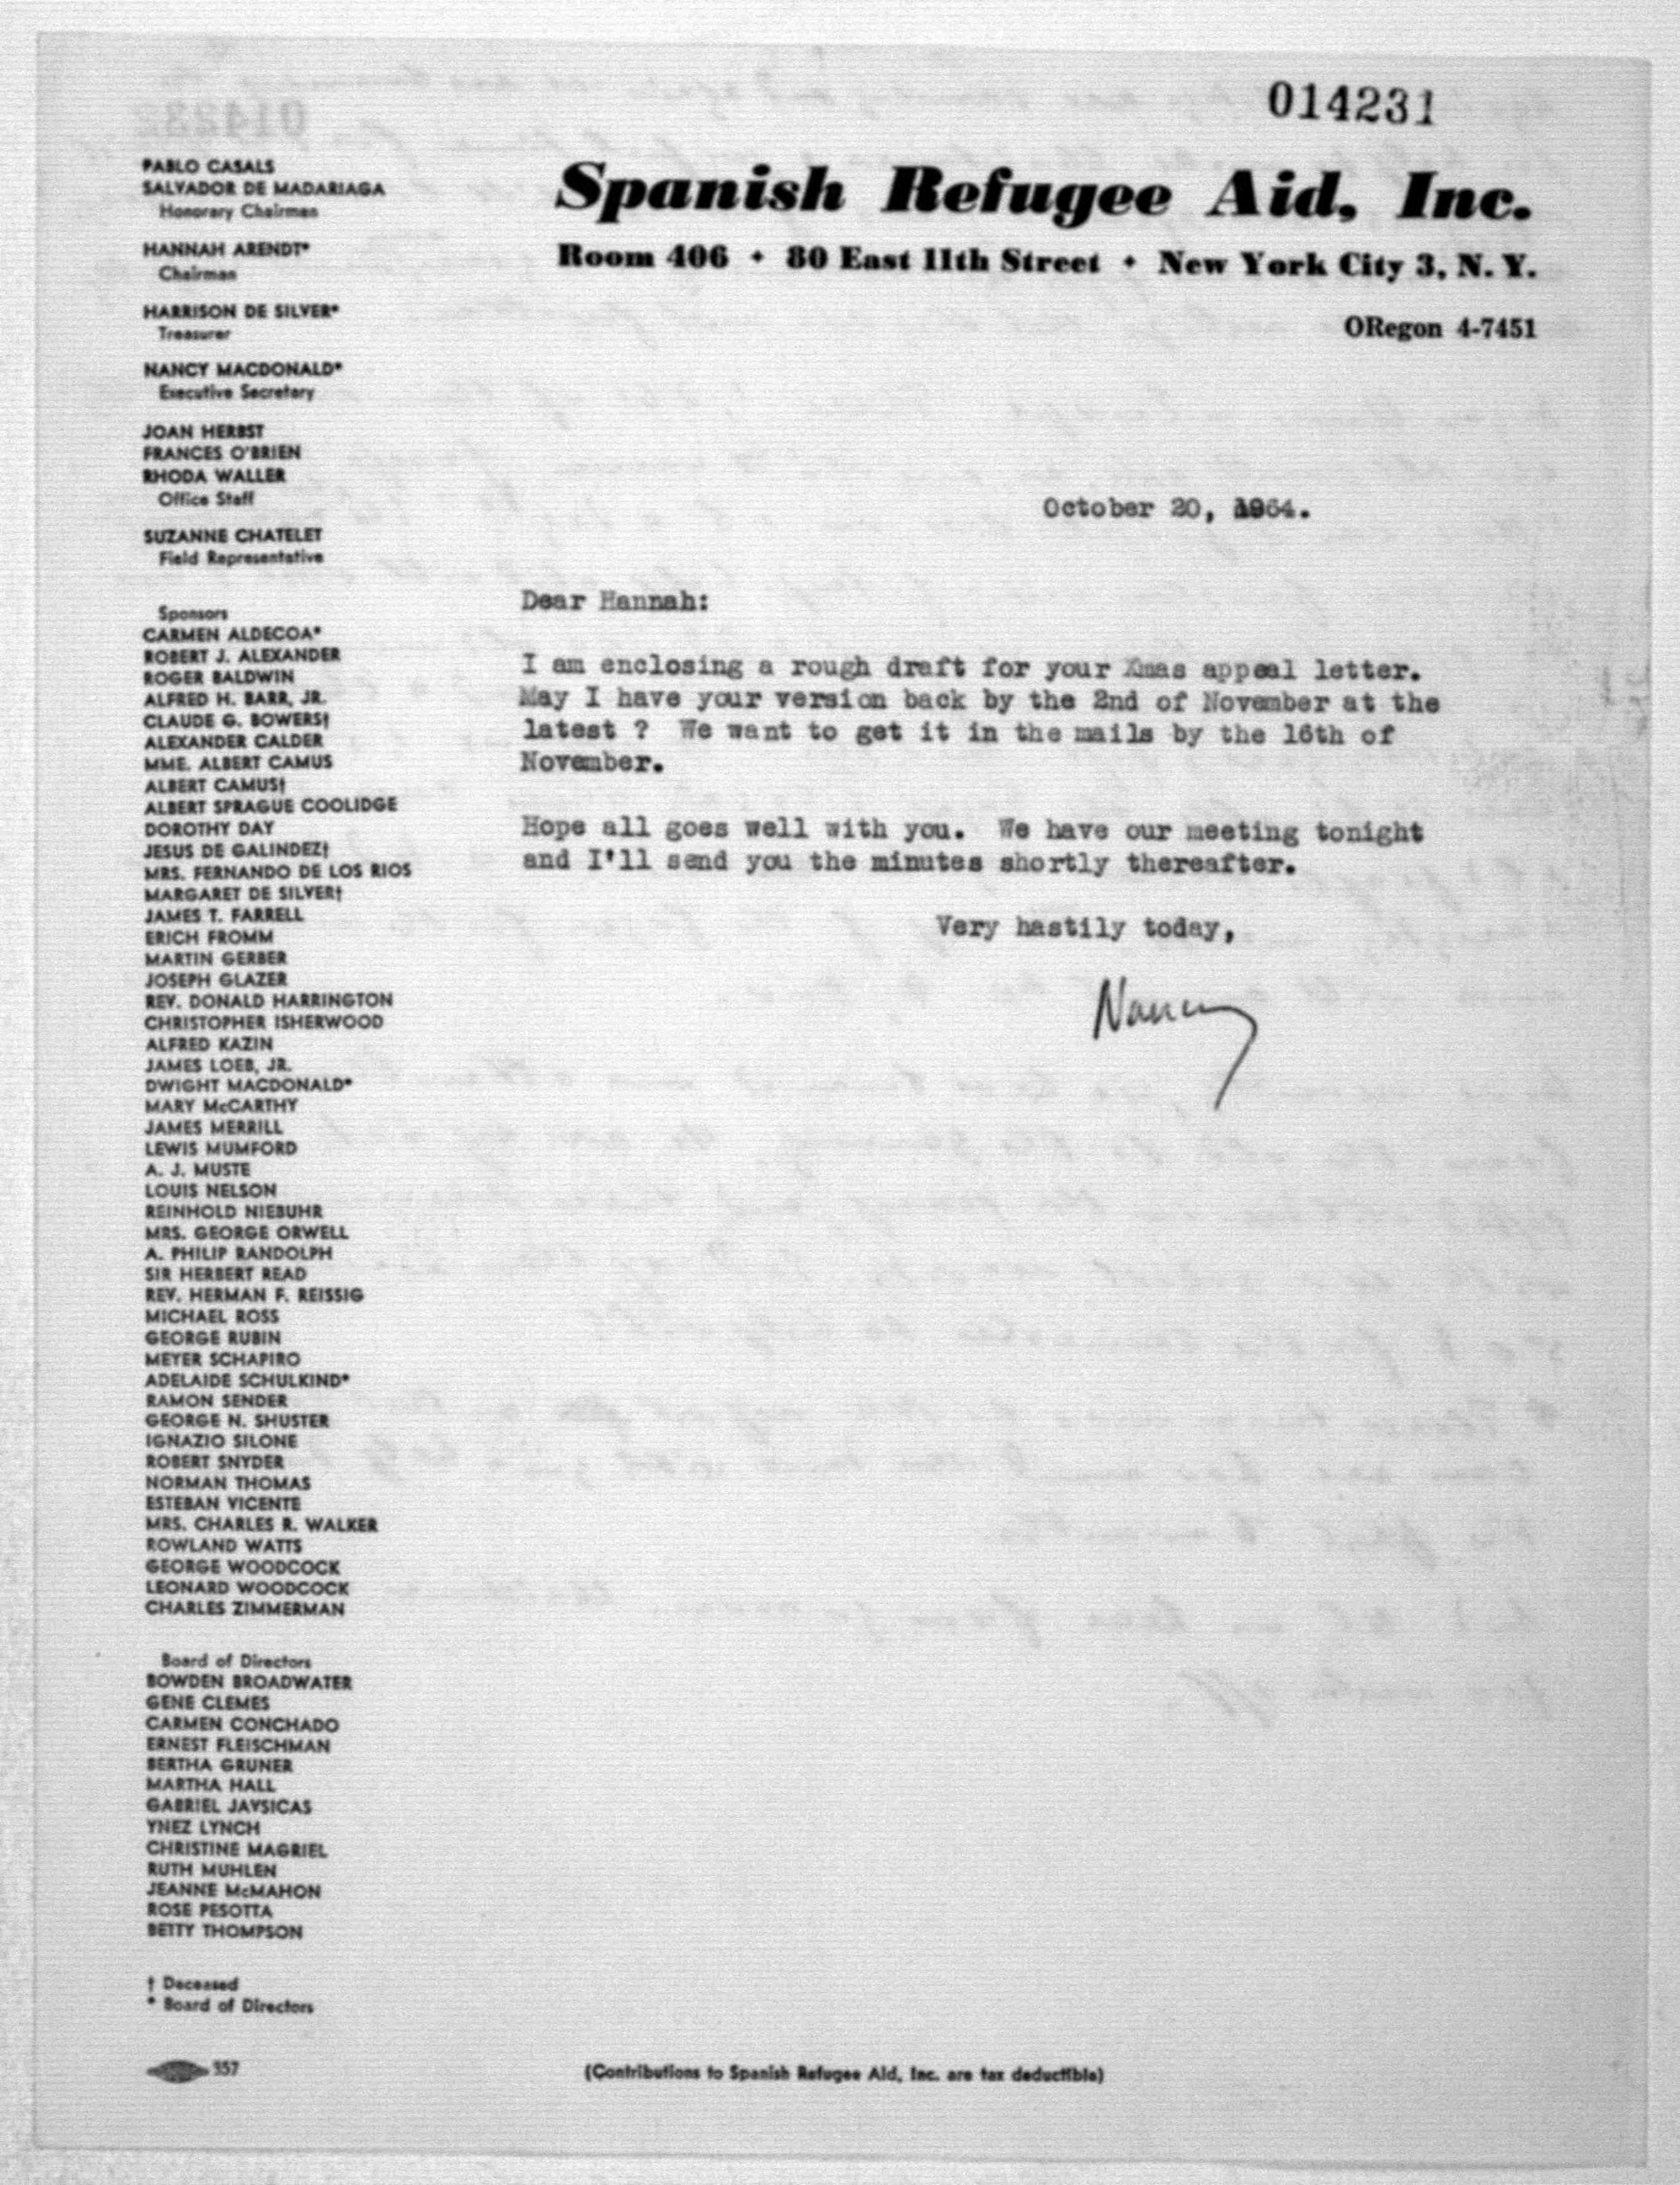 014231
PABLO CASALS
SALVADOR DE MADARIAGA
Honorary Chairmen
HANNAH ARENDT*
Chairman
HARRISON DE SILVER*
Treasurer
NANCY MACDONALD*
Executive Secretary
JOAN HERBST
FRANCES O'BRIEN
RHODA WALLER
Office Staff
SUZANNE CHATELET
Field Representative
Sponsors
CARMEN ALDECOA*
ROBERT J. ALEXANDER
ROGER BALDWIN
ALFRED H. BARR, JR.
CLAUDE G. BOWERS†
ALEXANDER CALDER
MME. ALBERT CAMUS
ALBERT CAMUS†
ALBERT SPRAGUE COOLIDGE
DOROTHY DAY
JESUS DE GALINDEZ†
MRS. FERNANDO DE LOS RIOS
MARGARET DE SILVER†
JAMES T. FARRELL
ERICH FROMM
MARTIN GERBER
JOSEPH GLAZER
REV. DONALD HARRINGTON
CHRISTOPHER ISHERWOOD
ALFRED KAZIN
JAMES LOEB, JR.
DWIGHT MACDONALD*
MARY McCARTHY
JAMES MERRILL
LEWIS MUMFORD
A. J. MUSTE
LOUIS NELSON
REINHOLD NIEBUHR
MRS. GEORGE ORWELL
A. PHILIP RANDOLPH
SIR HERBERT READ
REV. HERMAN F. REISSIG
MICHAEL ROSS
GEORGE RUBIN
MEYER SCHAPIRO
ADELAIDE SCHULKIND*
RAMON SENDER
GEORGE N. SHUSTER
IGNAZIO SILONE
ROBERT SNYDER
NORMAN THOMAS
ESTEBAN VICENTE
MRS. CHARLES R. WALKER
ROWLAND WATTS
GEORGE WOODCOCK
LEONARD WOODCOCK
CHARLES ZIMMERMAN
Board of Directors
BOWDEN BROADWATER
GENE CLEMES
CARMEN CONCHADO
ERNEST FLEISCHMAN
BERTHA GRUNER
MARTHA HALL
GABRIEL JAVSICAS
YNEZ LYNCH
CHRISTINE MAGRIEL
RUTH MUHLEN
JEANNE McMAHON
ROSE PESOTTA
BETTY THOMPSON
† Deceased
* Board of Directors
357
Spanish Refugee Aid, Inc.
Room 406 • 80 East 11th Street • New York City 3, N. Y.
ORegon 4-7451
October 20, 1964.
Dear Hannah:
I am enclosing a rough draft for your Xmas appeal letter.
May I have your version back by the 2nd of November at the
latest ? We want to get it in the mails by the 16th of
November.
Hope all goes well with you. We have our meeting tonight
and I'll send you the minutes shortly thereafter.
Very hastily today,
Nancy
(Contributions to Spanish Refugee Aid, Inc. are tax deductible)